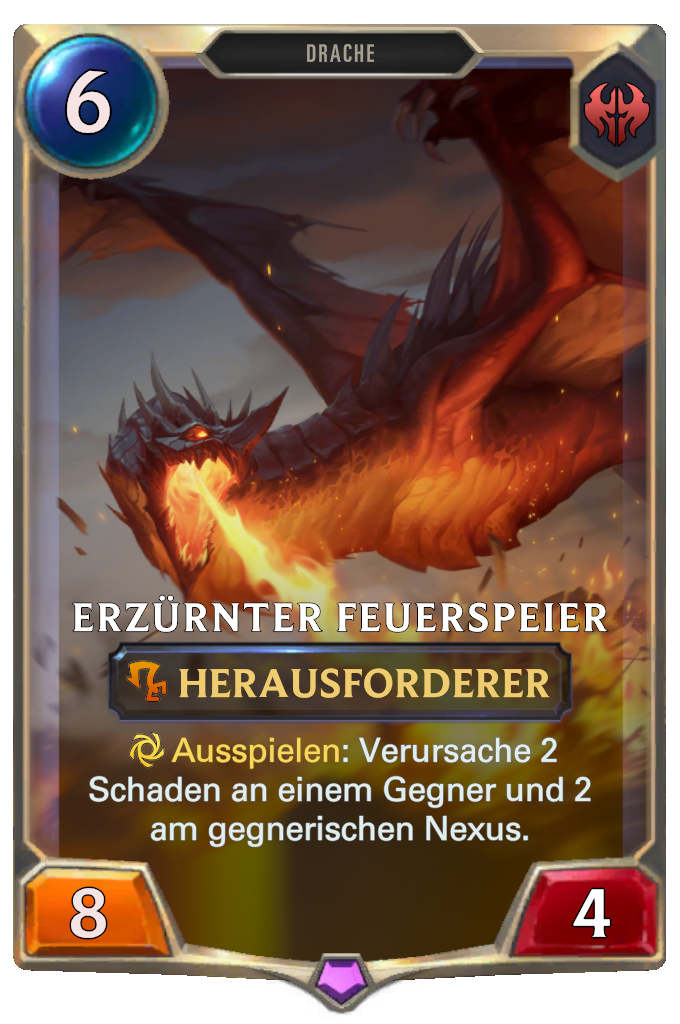 DRACHE
6
ERZÜRNTER FEUERSPEIER
HERAUSFORDERER
Ausspielen: Verursache 2
Schaden an einem Gegner und 2
am gegnerischen Nexus.
8
4